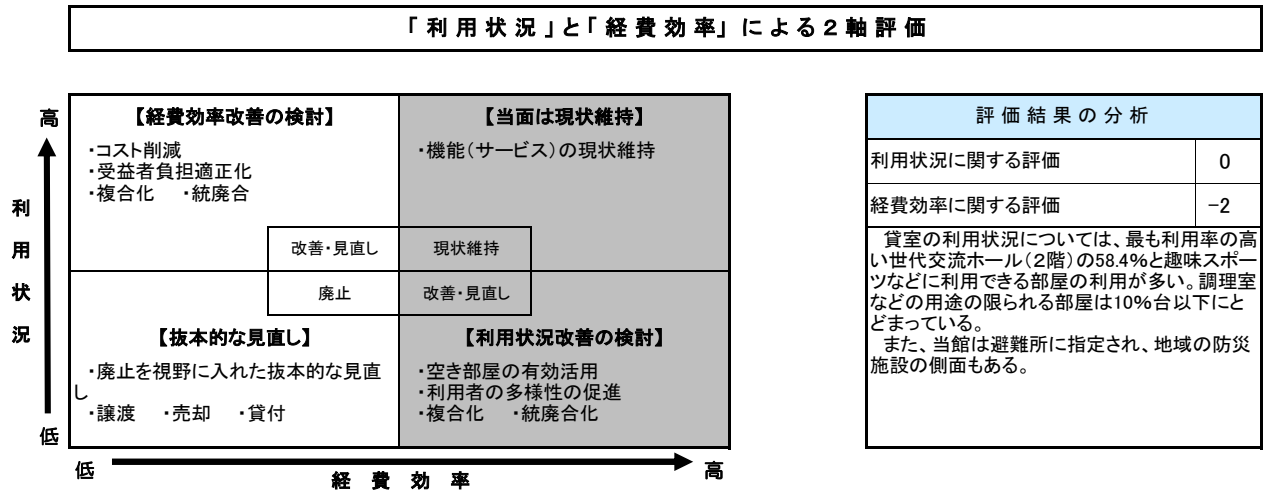 「利用状況」と「経費効率」による２軸評価
高
利
用
状
況
低
【経費効率改善の検討】
・コスト削減
・受益者負担適正化
・複合化　・統廃合
【当面は現状維持】
・機能（サービス）の現状維持
改善・見直し
現状維持
廃止
改善・見直し
【抜本的な見直し】
・廃止を視野に入れた抜本的な見直
し
・譲渡　・売却　・貸付
【利用状況改善の検討】
・空き部屋の有効活用
・利用者の多様性の促進
・複合化　・統廃合化
低
経費効率
高
評価結果の分析
利用状況に関する評価　0
経費効率に関する評価　-2
貸室の利用状況については、最も利用率の高
い世代交流ホール（２階）の58.4％と趣味スポー
ツなどに利用できる部屋の利用が多い。調理室
などの用途の限られる部屋は10％台以下にと
どまっている。
また、当館は避難所に指定され、地域の防災
施設の側面もある。